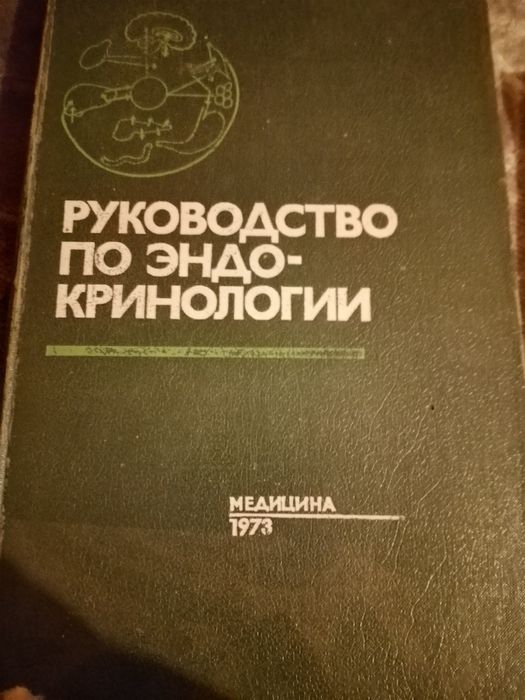 РУКОВОДСТВО
ПО ЭНДО-
КРИНОЛОГИИ
МЕДИЦИНА
1973